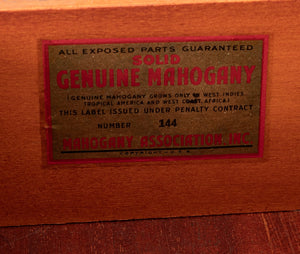 ALL EXPOSED PARTS GUARANTEED
SOLID
GENUINE MAHOGANY
(GENUINE MAHOGANY GROWS ONLY IN WEST INDIES
TROPICAL AMERICA AND WEST COAST AFRICA)
THIS LABEL ISSUED UNDER PENALTY CONTRACT
NUMBER 144
MAHOGANY ASSOCIATION, INC.
COPYRIGHT U.S.A.